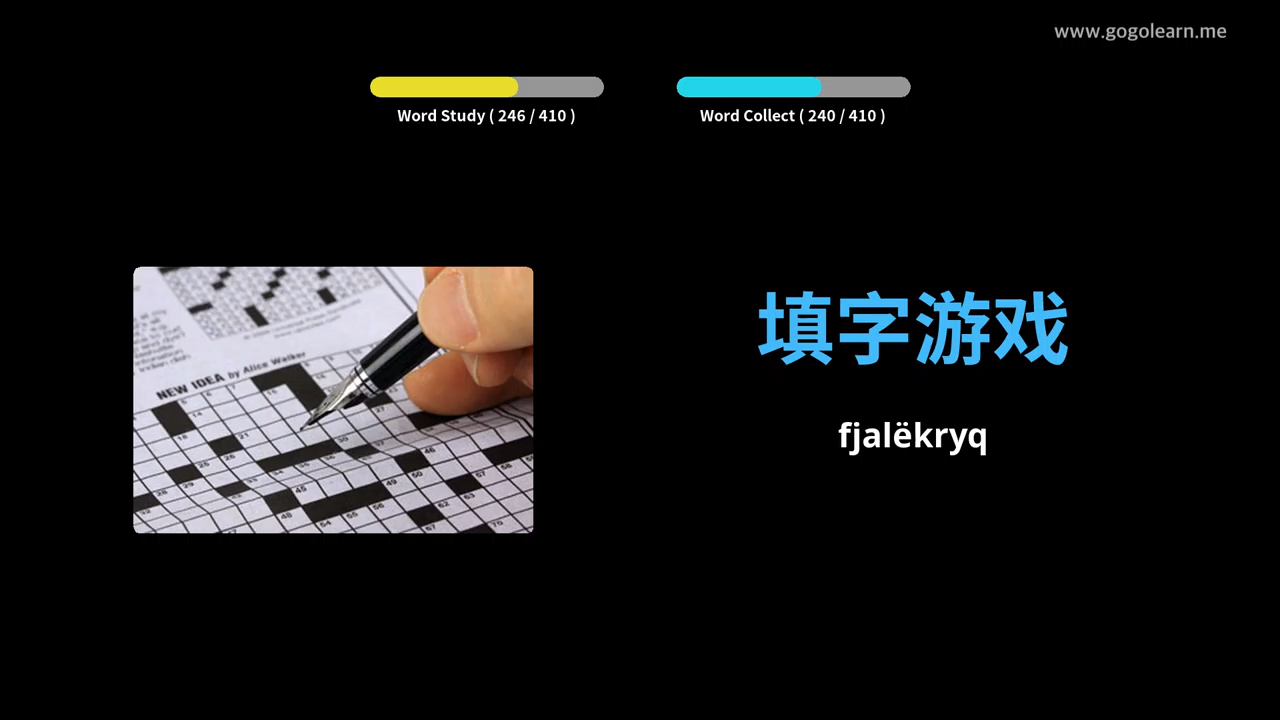 www.gogolearn.me
Word Study ( 246 / 410 )
Word Collect ( 240 / 410 )
NEW IDEA by Alice Walker
填字游戏
fjalëkryq